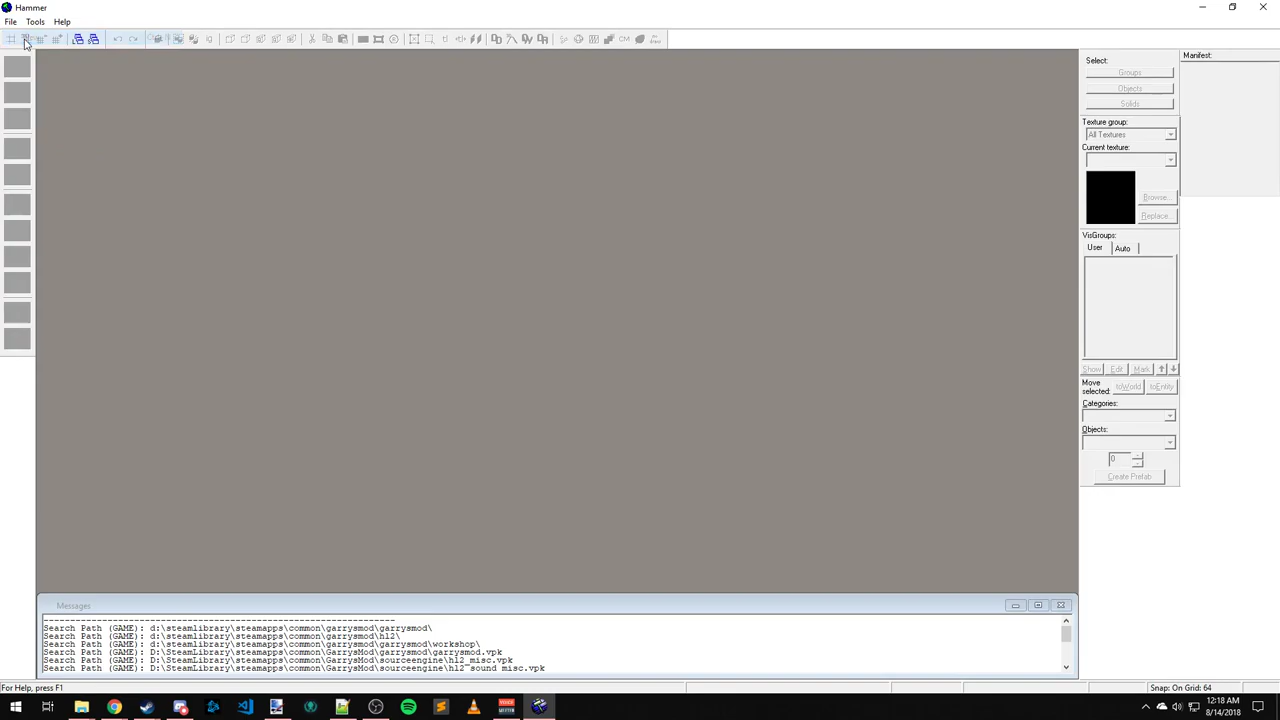 Hammer
File Tools Help
Select:
Groups
Objects
Solids
Texture group:
All Textures
Current texture:
Browse...
Replace...
VisGroups:
User Auto
Show Edit Mark
Move selected: toWorld toEntity
Categories:
Objects:
0
Create Prefab
Manifest:
Messages
Search Path (GAME): d:\steamlibrary\steamapps\common\garrysmod\garrysmod\
Search Path (GAME): d:\steamlibrary\steamapps\common\garrysmod\hl2\
Search Path (GAME): d:\steamlibrary\steamapps\common\garrysmod\workshop\
Search Path (GAME): D:\SteamLibrary\steamapps\common\GarrysMod\garrysmod\garrysmod.vpk
Search Path (GAME): D:\SteamLibrary\steamapps\common\GarrysMod\sourceengine\hl2_misc.vpk
Search Path (GAME): D:\SteamLibrary\steamapps\common\GarrysMod\sourceengine\hl2_sound_misc.vpk
For Help, press F1
Snap: On Grid: 64
12:18 AM
8/14/2018